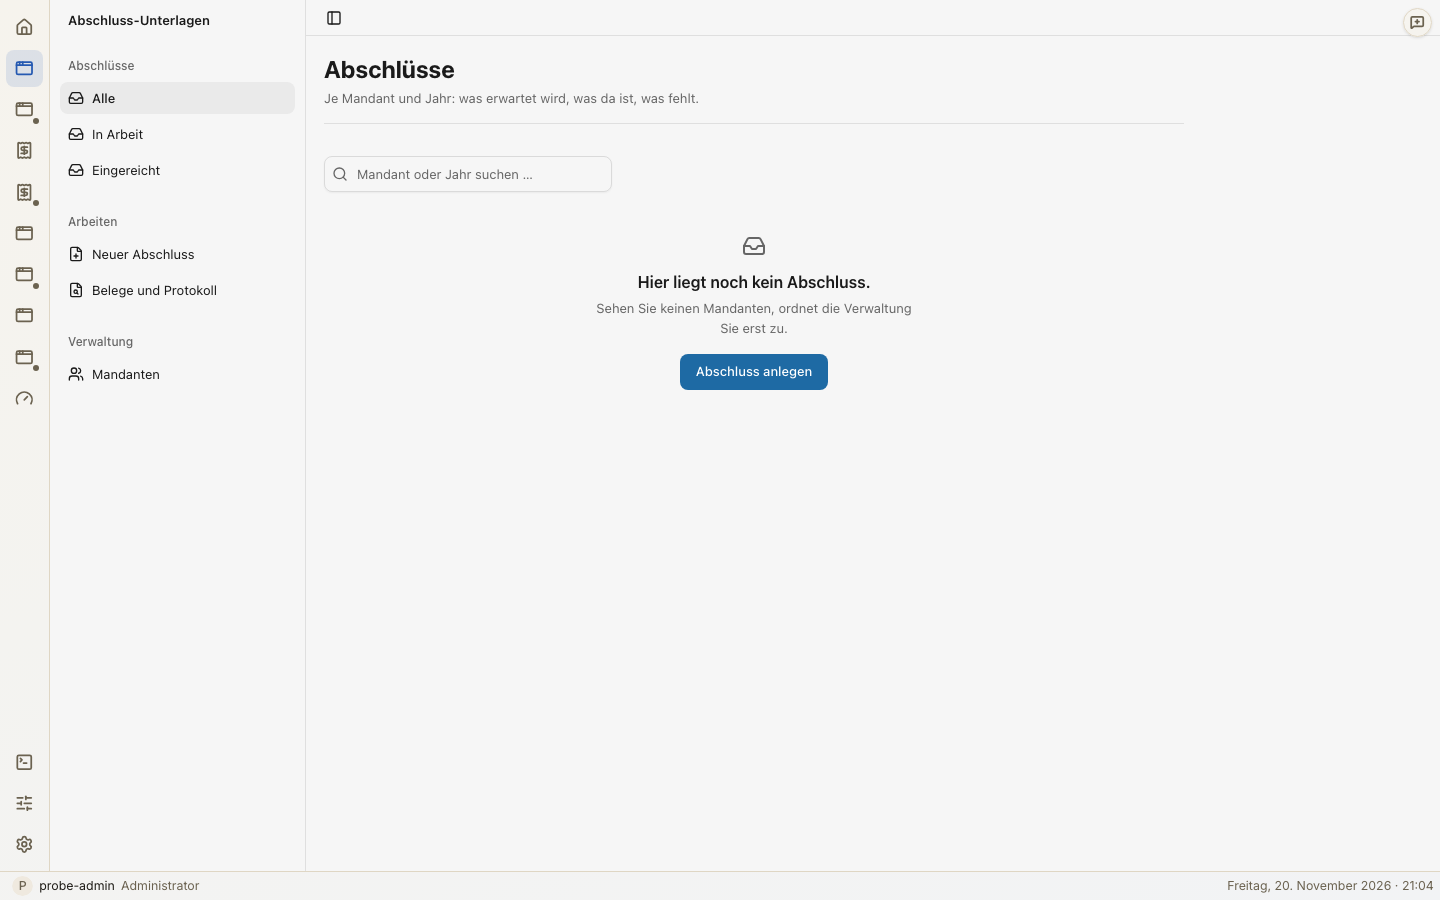 Abschluss-Unterlagen
Abschlüsse
Alle
In Arbeit
Eingereicht
Arbeiten
Neuer Abschluss
Belege und Protokoll
Verwaltung
Mandanten
Abschlüsse
Je Mandant und Jahr: was erwartet wird, was da ist, was fehlt.
Mandant oder Jahr suchen ...
Hier liegt noch kein Abschluss.
Sehen Sie keinen Mandanten, ordnet die Verwaltung
Sie erst zu.
Abschluss anlegen
P probe-admin Administrator
Freitag, 20. November 2026 · 21:04